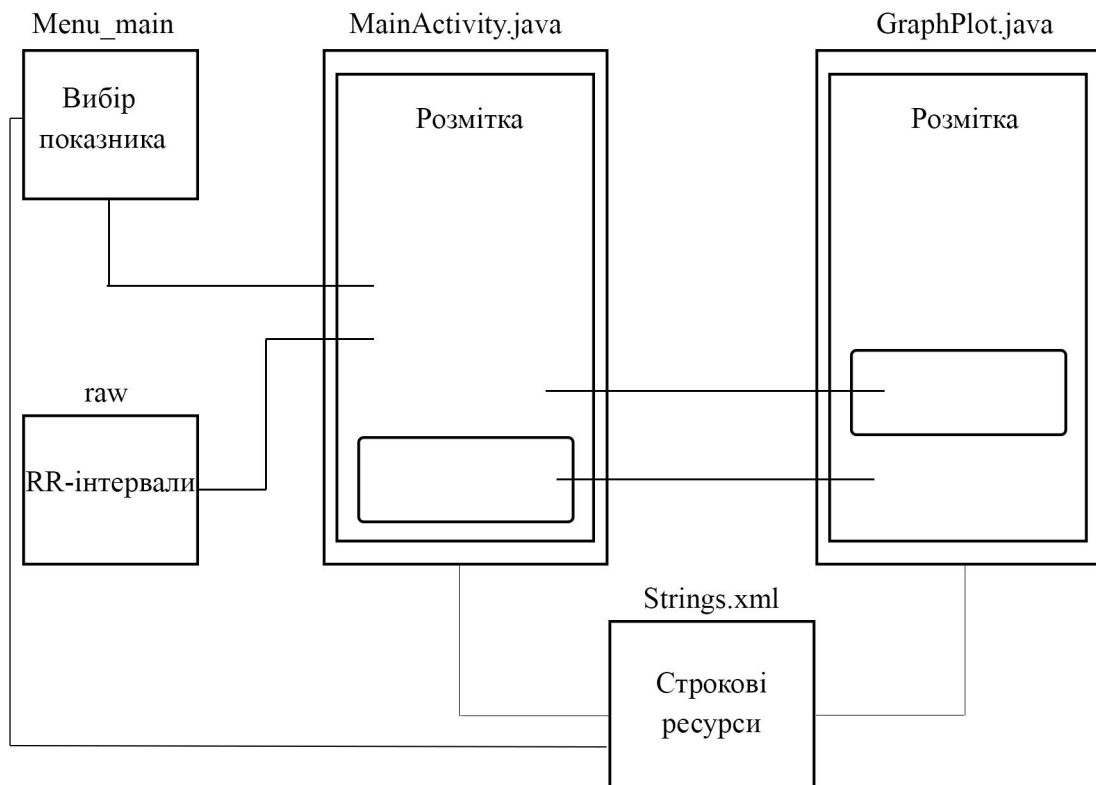 Menu_main
MainActivity.java
GraphPlot.java
Вибір
показника
Розмітка
Розмітка
raw
RR-інтервали
Strings.xml
Строкові
ресурси